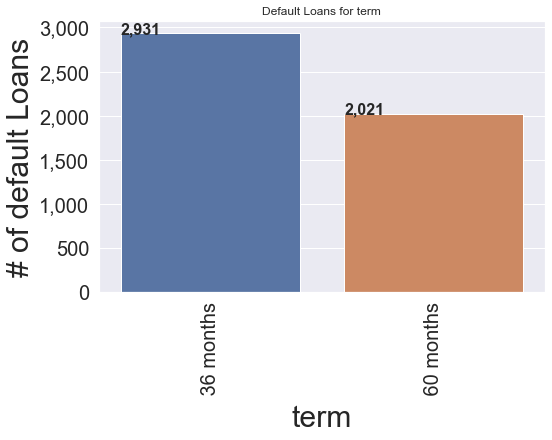 Default Loans for term
# of default Loans
3,000
2,500
2,000
1,500
1,000
500
0
2,931
2,021
36 months
60 months
term